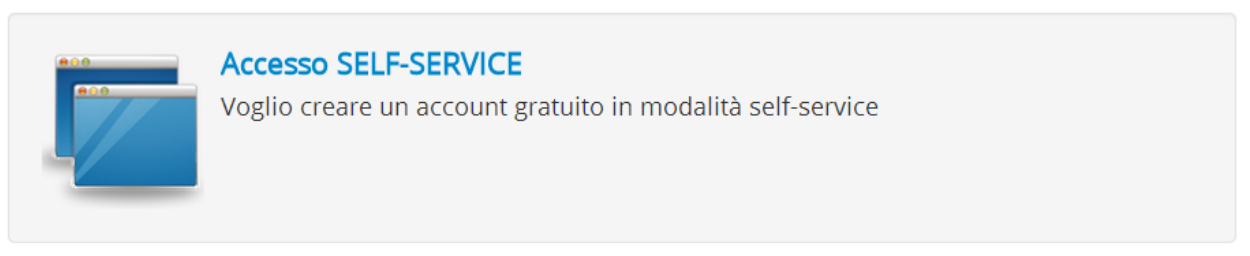 Accesso SELF-SERVICE
Voglio creare un account gratuito in modalità self-service